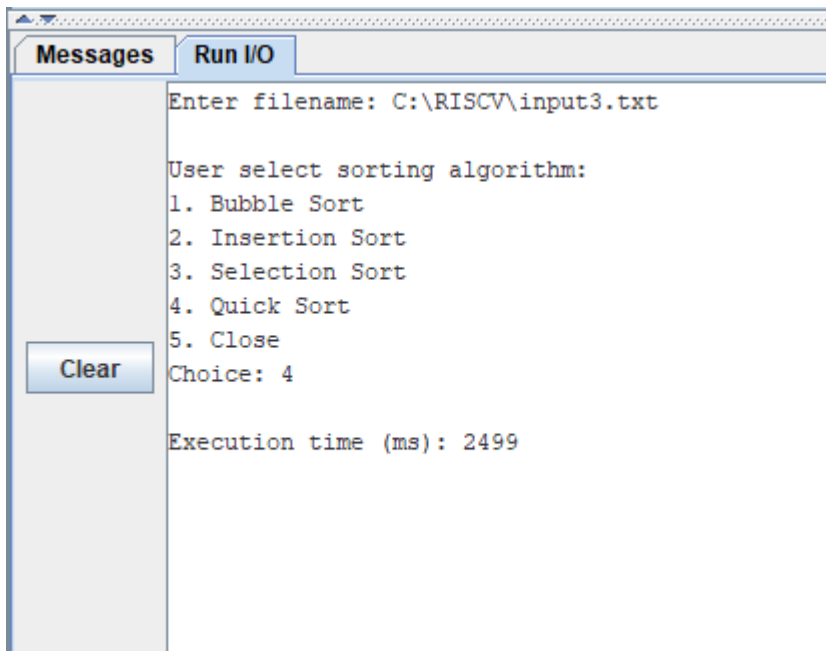 Messages Run I/O
Enter filename: C:\RISCV\input3.txt
User select sorting algorithm:
1. Bubble Sort
2. Insertion Sort
3. Selection Sort
4. Quick Sort
5. Close
Clear
Choice: 4
Execution time (ms): 2499